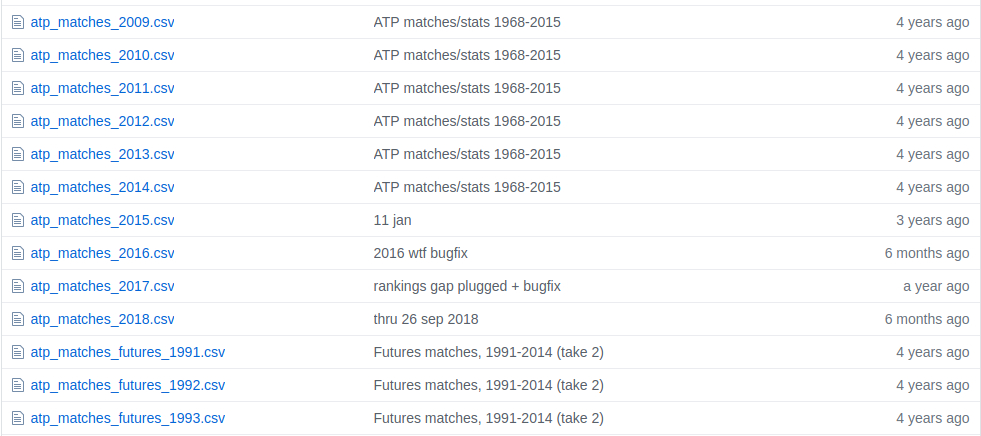 atp_matches_2009.csv ATP matches/stats 1968-2015 4 years ago
atp_matches_2010.csv ATP matches/stats 1968-2015 4 years ago
atp_matches_2011.csv ATP matches/stats 1968-2015 4 years ago
atp_matches_2012.csv ATP matches/stats 1968-2015 4 years ago
atp_matches_2013.csv ATP matches/stats 1968-2015 4 years ago
atp_matches_2014.csv ATP matches/stats 1968-2015 4 years ago
atp_matches_2015.csv 11 jan 3 years ago
atp_matches_2016.csv 2016 wtf bugfix 6 months ago
atp_matches_2017.csv rankings gap plugged + bugfix a year ago
atp_matches_2018.csv thru 26 sep 2018 6 months ago
atp_matches_futures_1991.csv Futures matches, 1991-2014 (take 2) 4 years ago
atp_matches_futures_1992.csv Futures matches, 1991-2014 (take 2) 4 years ago
atp_matches_futures_1993.csv Futures matches, 1991-2014 (take 2) 4 years ago